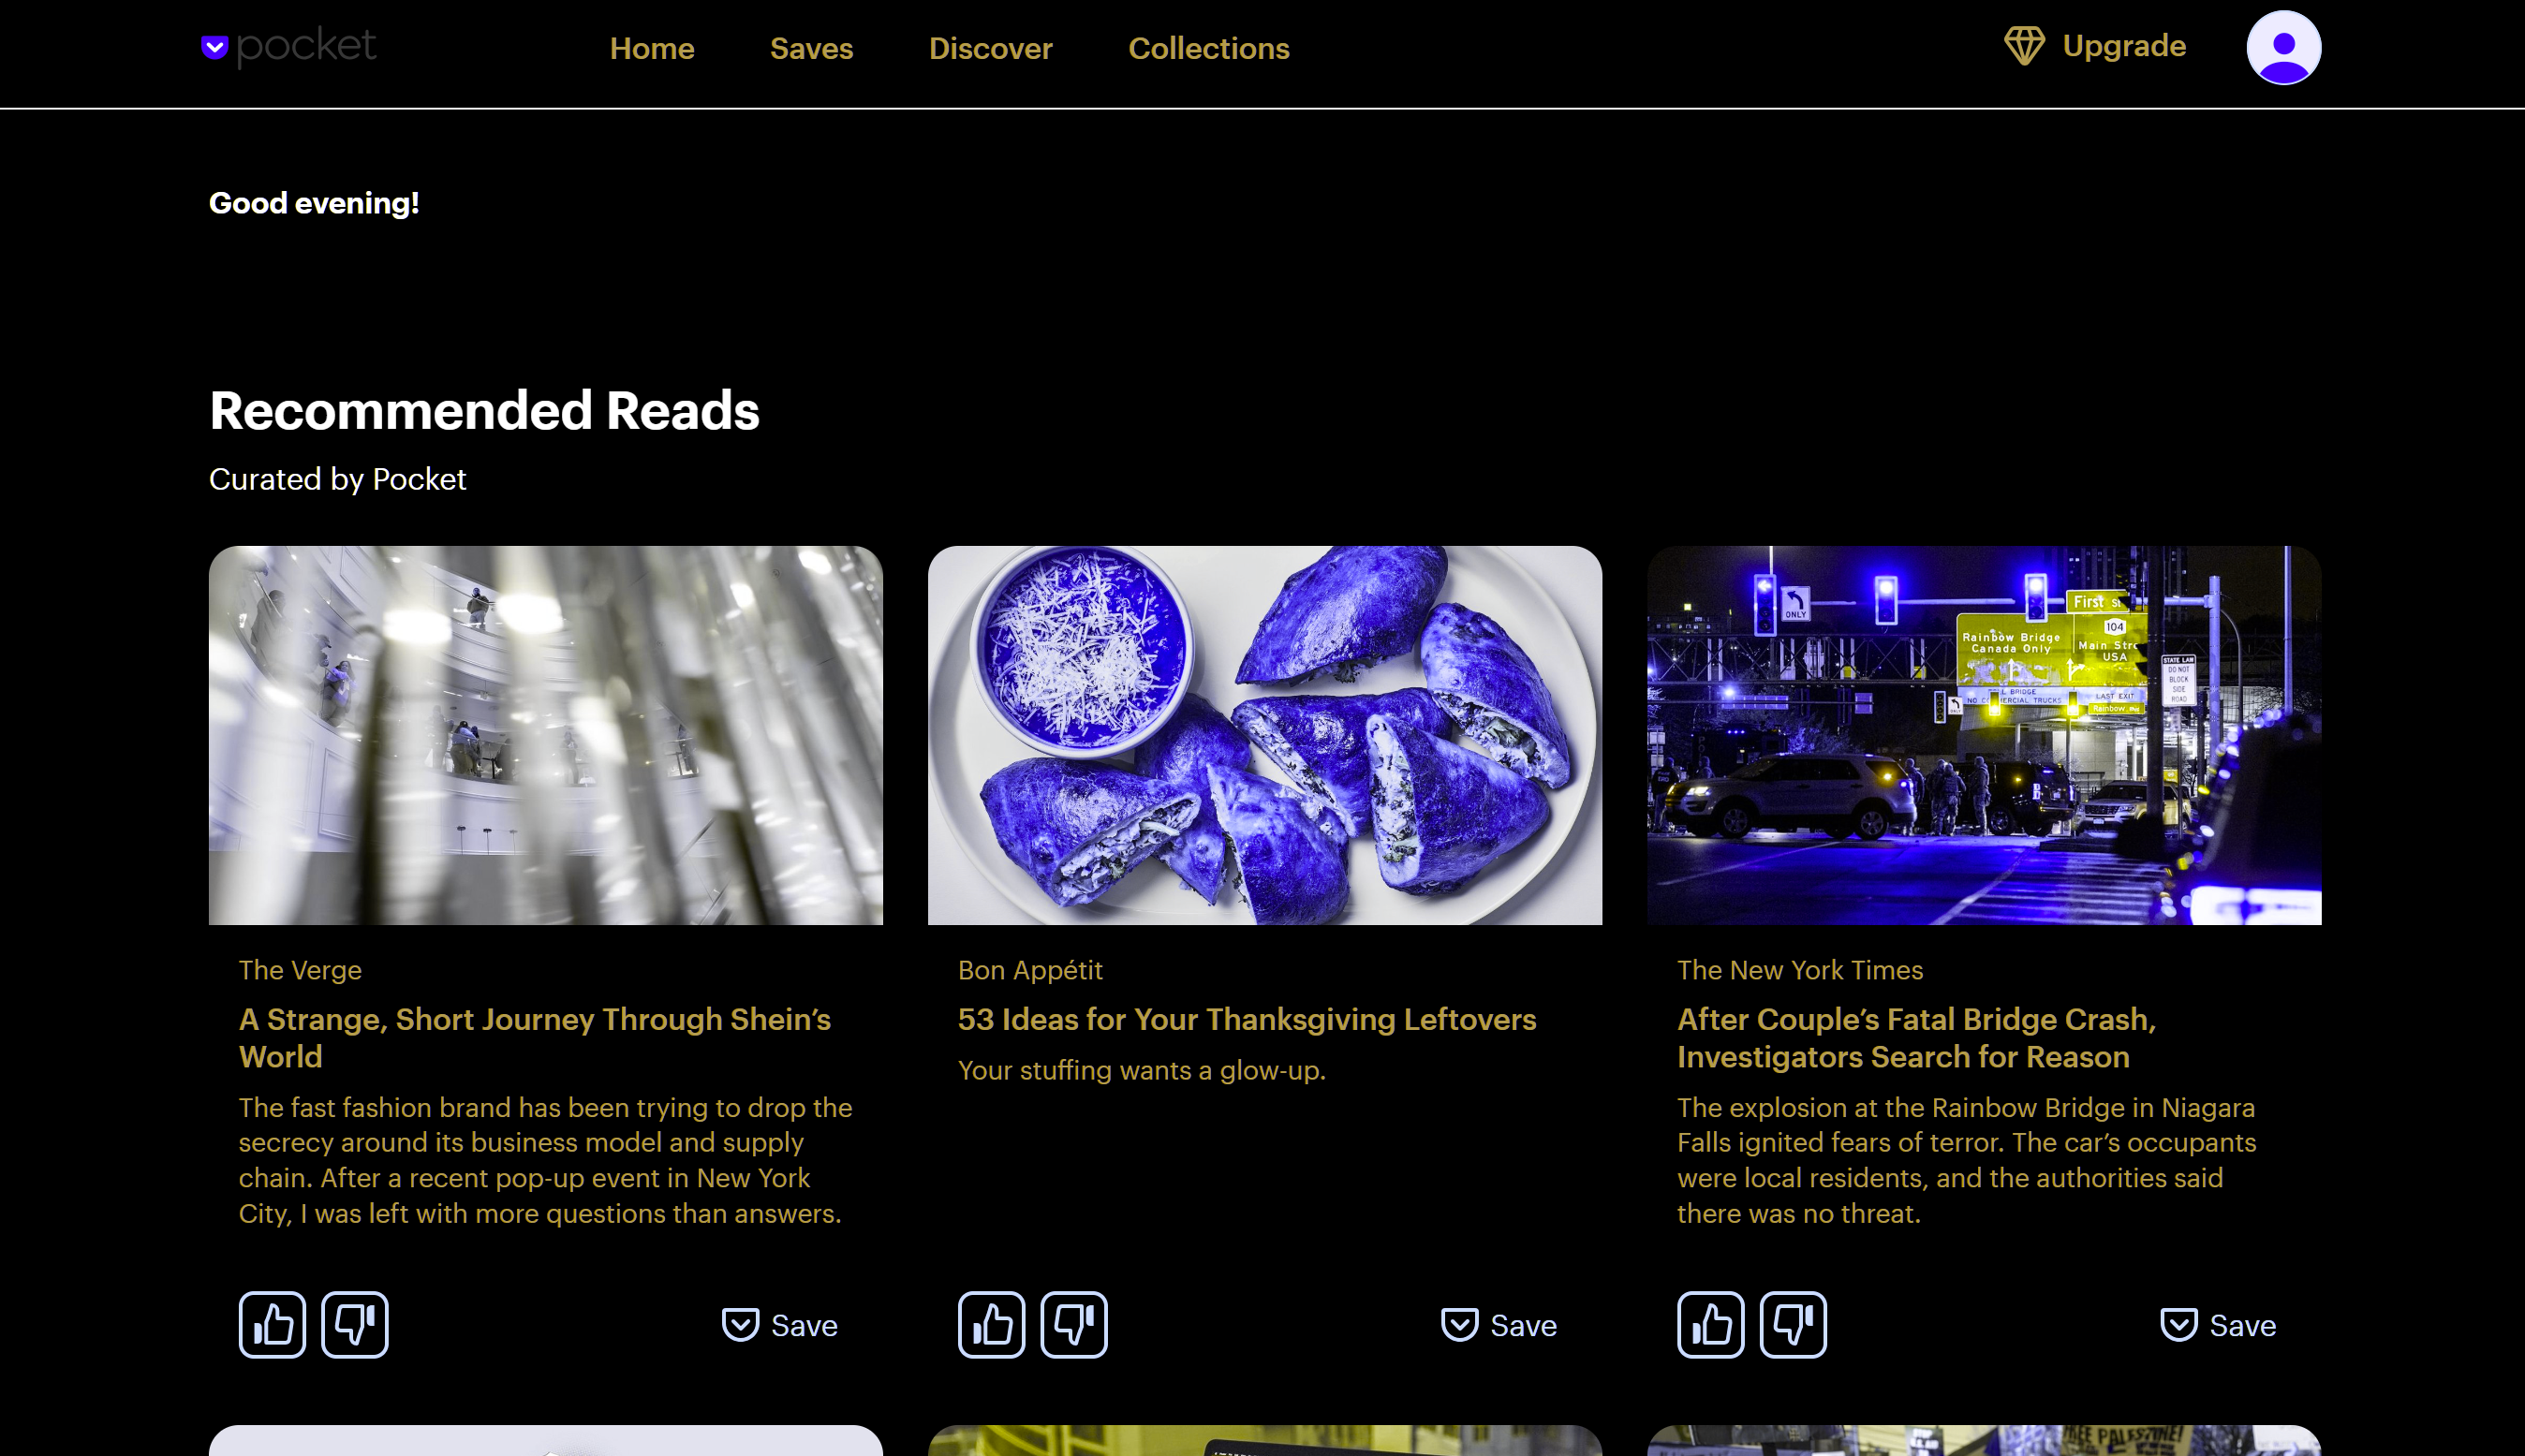 pocket
Home
Saves
Discover
Collections
Upgrade
Good evening!
Recommended Reads
Curated by Pocket
First St
104
Rainbow Bridge
Canada Only
Main Str
USA
ONLY
STATE LAW
DO NOT
BLOCK
SIDE
ROAD
BRIDGE
LAST EXIT
Rainbow
The Verge
A Strange, Short Journey Through Shein’s
World
The fast fashion brand has been trying to drop the
secrecy around its business model and supply
chain. After a recent pop-up event in New York
City, I was left with more questions than answers.
Save
Bon Appétit
53 Ideas for Your Thanksgiving Leftovers
Your stuffing wants a glow-up.
Save
The New York Times
After Couple’s Fatal Bridge Crash,
Investigators Search for Reason
The explosion at the Rainbow Bridge in Niagara
Falls ignited fears of terror. The car’s occupants
were local residents, and the authorities said
there was no threat.
Save
FREE PALESTINE!